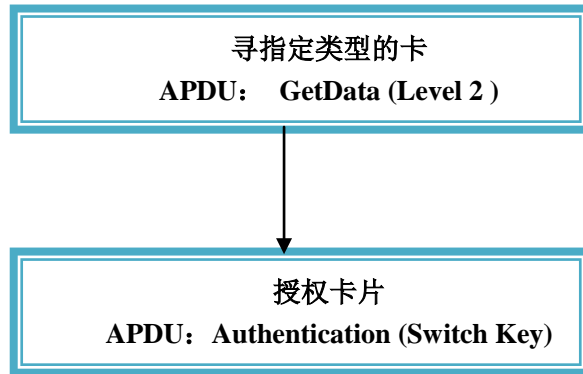 寻指定类型的卡
APDU： GetData (Level 2 )
授权卡片
APDU：Authentication (Switch Key)